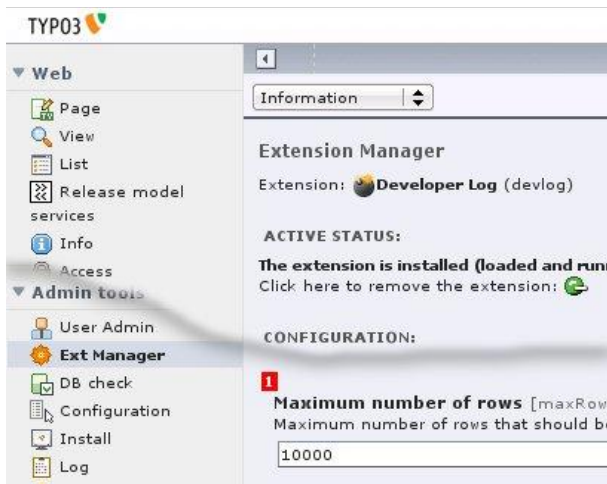 TYPO3
Web
Page
View
List
Release model
services
Info
Access
Admin tools
User Admin
Ext Manager
DB check
Configuration
Install
Log
Information
Extension Manager
Extension: Developer Log (devlog)
ACTIVE STATUS:
The extension is installed (loaded and run
Click here to remove the extension:
CONFIGURATION:
1
Maximum number of rows [maxRow
Maximum number of rows that should b
10000